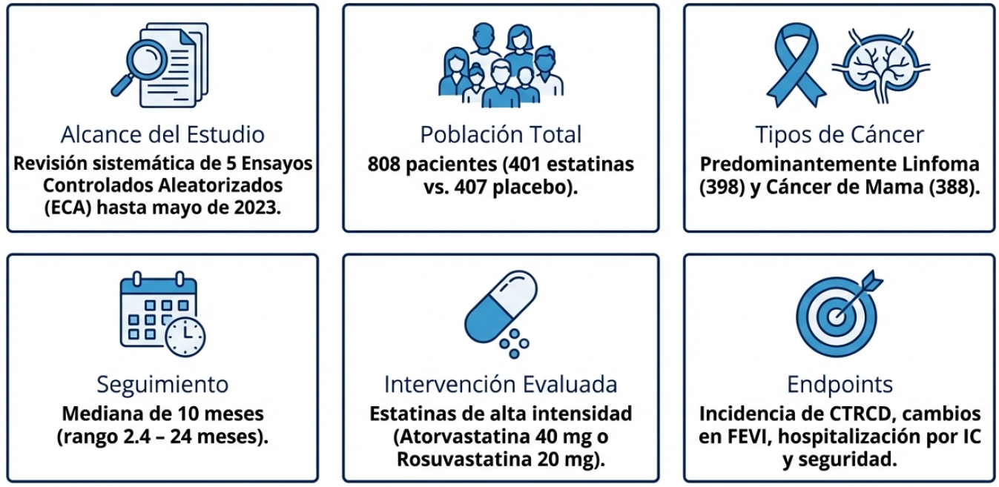 Alcance del Estudio
Revisión sistemática de 5 Ensayos
Controlados Aleatorizados
(ECA) hasta mayo de 2023.
Población Total
808 pacientes (401 estatinas
vs. 407 placebo).
Tipos de Cáncer
Predominantemente Linfoma
(398) y Cáncer de Mama (388).
Seguimiento
Mediana de 10 meses
(rango 2.4 – 24 meses).
Intervención Evaluada
Estatinas de alta intensidad
(Atorvastatina 40 mg o
Rosuvastatina 20 mg).
Endpoints
Incidencia de CTRCD, cambios
en FEVI, hospitalización por IC
y seguridad.